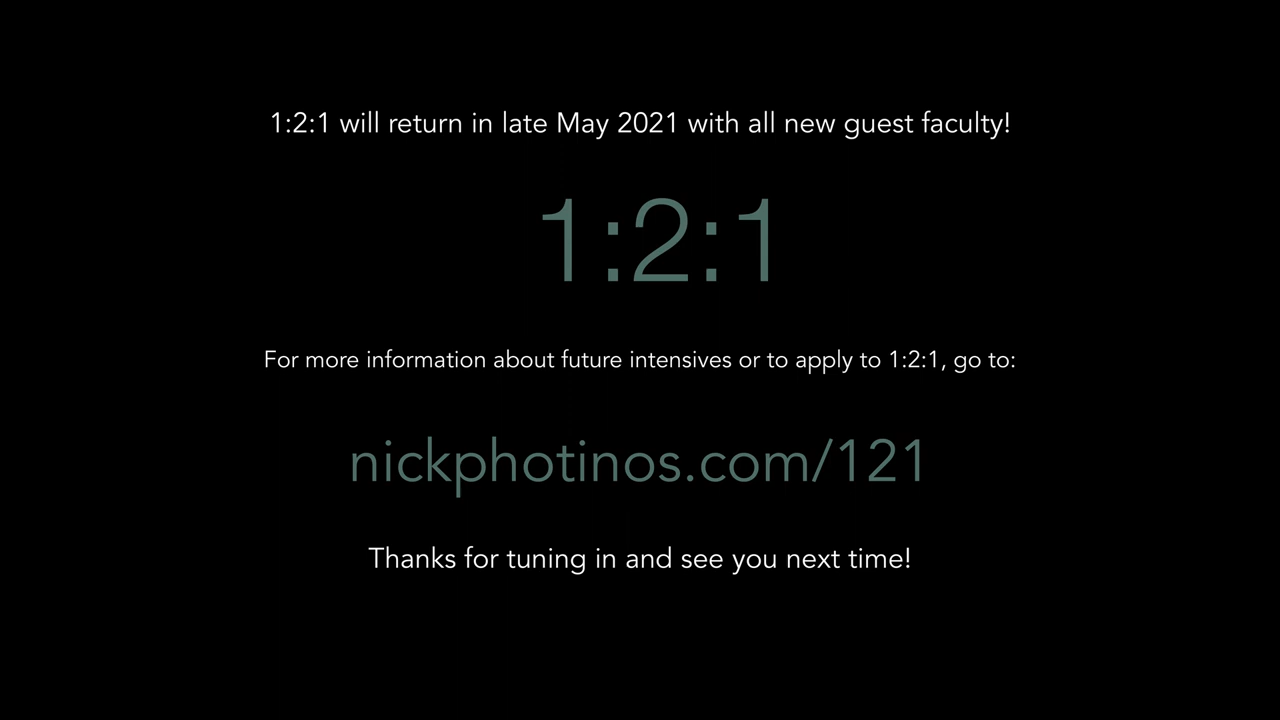 1:2:1 will return in late May 2021 with all new guest faculty!
1:2:1
For more information about future intensives or to apply to 1:2:1, go to:
nickphotinos.com/121
Thanks for tuning in and see you next time!